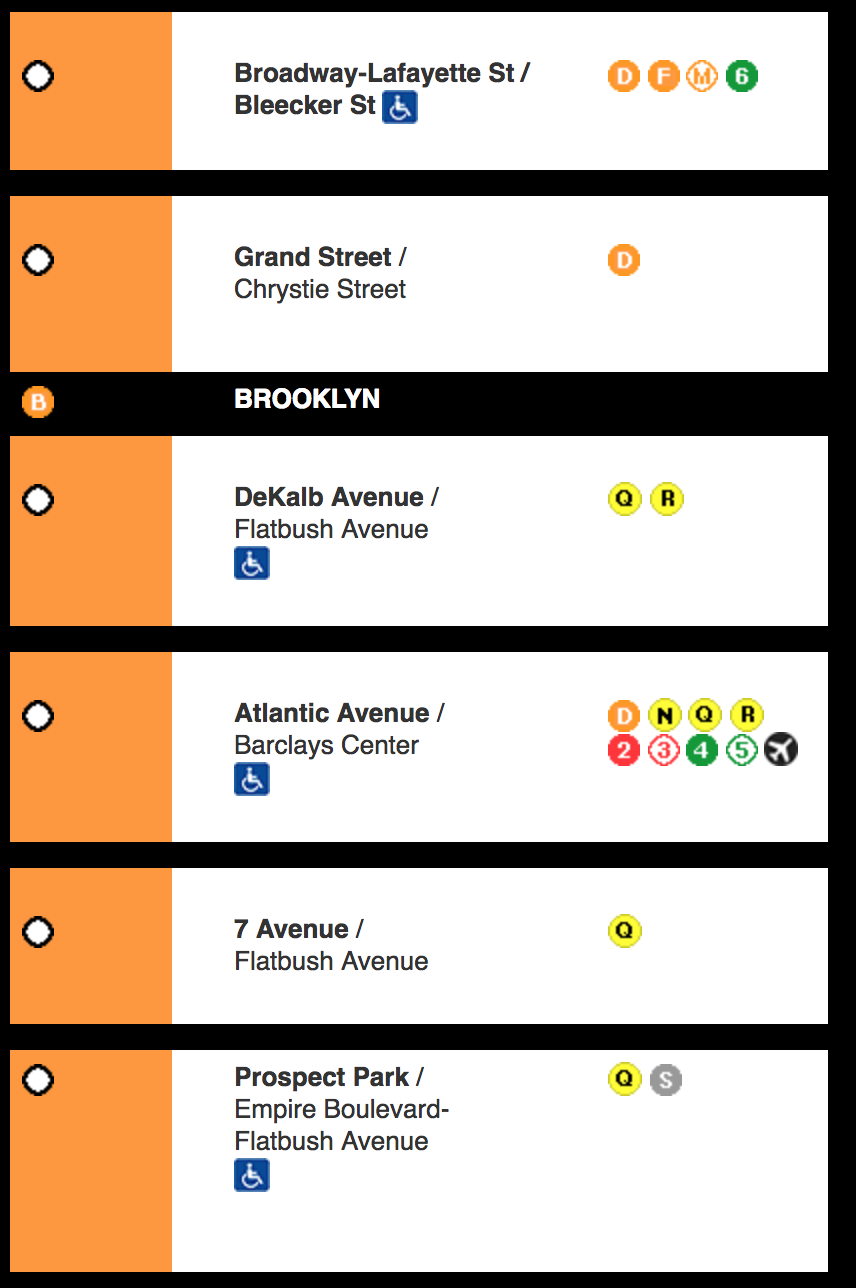 Broadway-Lafayette St / D F M 6
Bleecker St
Grand Street / D
Chrystie Street
B BROOKLYN
DeKalb Avenue / Q R
Flatbush Avenue
Atlantic Avenue / D N Q R
Barclays Center 2 3 4 5
7 Avenue / Q
Flatbush Avenue
Prospect Park / Q S
Empire Boulevard-
Flatbush Avenue